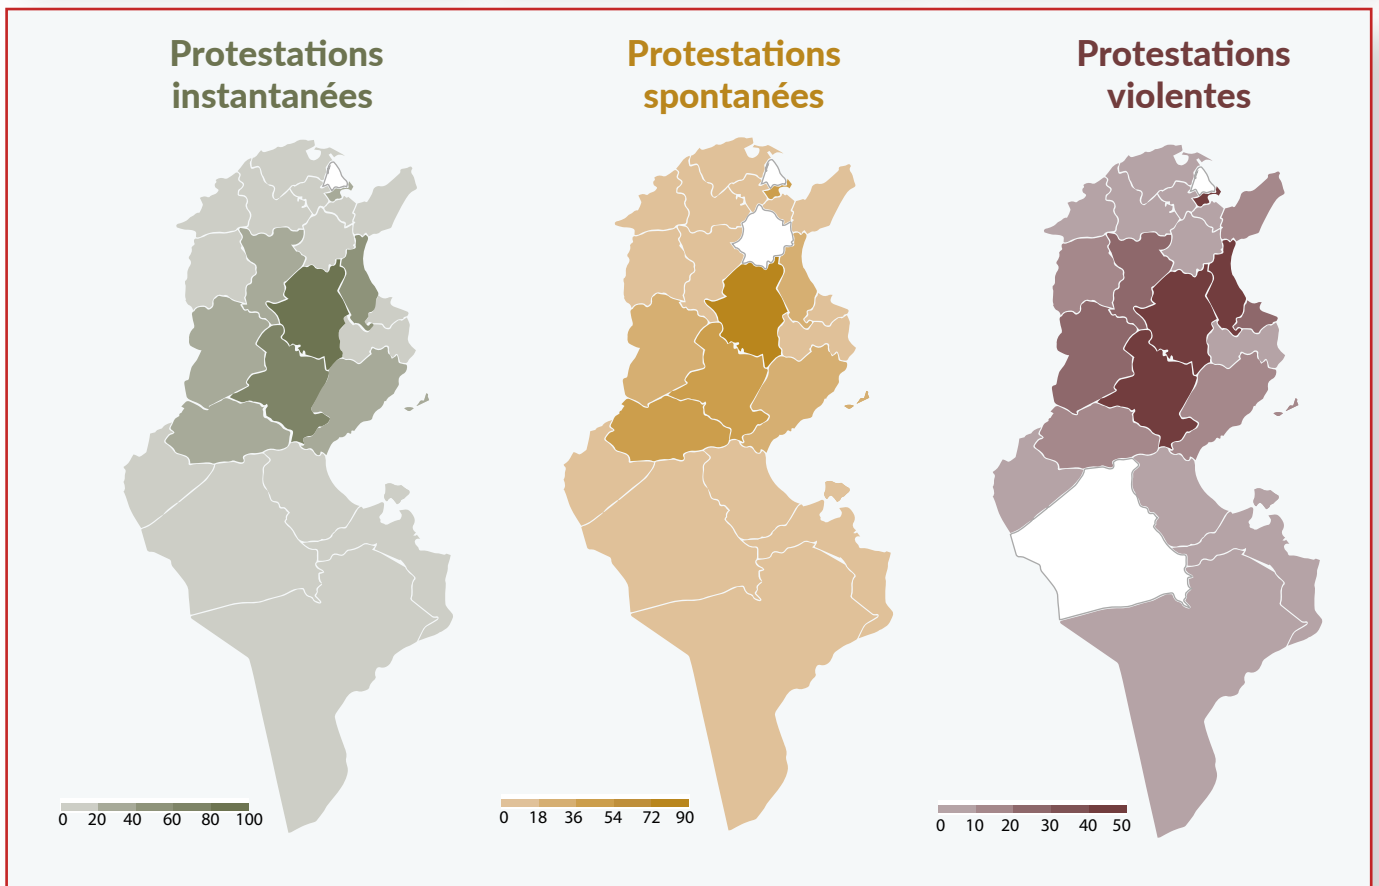 Protestations
instantanées
Protestations
spontanées
Protestations
violentes
0 20 40 60 80 100
0 18 36 54 72 90
0 10 20 30 40 50